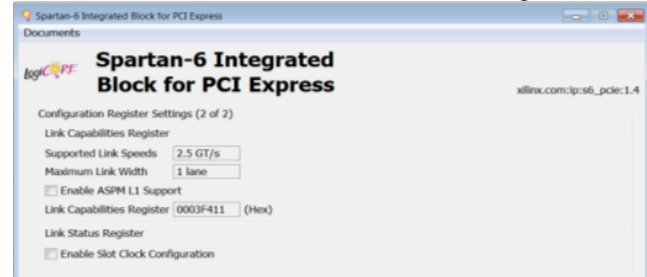 Spartan-6 Integrated Block for PCI Express
Documents
logiCORE
Spartan-6 Integrated
Block for PCI Express
xilinx.com:ip:s6_pcie:1.4
Configuration Register Settings (2 of 2)
Link Capabilities Register
Supported Link Speeds 2.5 GT/s
Maximum Link Width 1 lane
Enable ASPM L1 Support
Link Capabilities Register 0003F411 (Hex)
Link Status Register
Enable Slot Clock Configuration